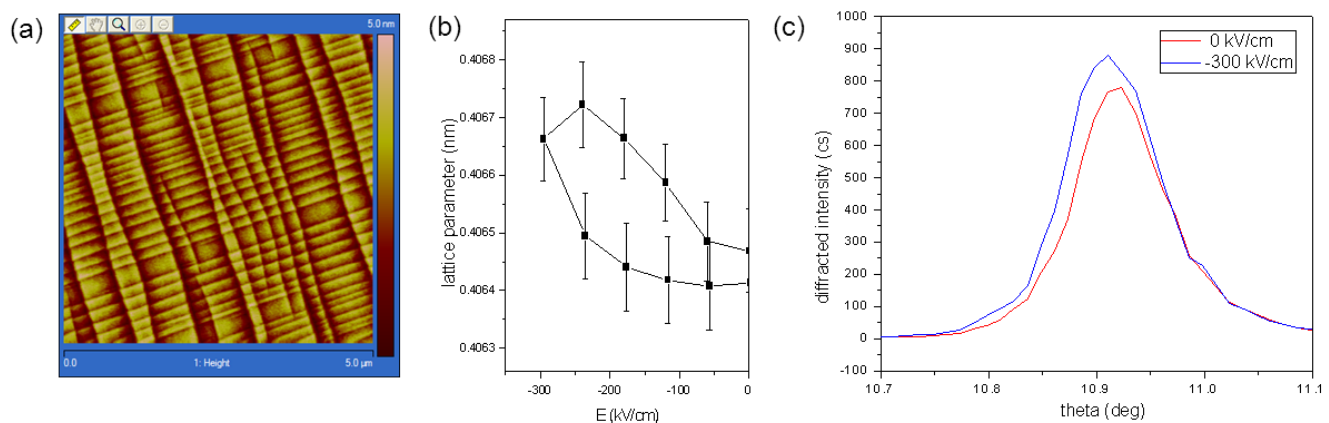 (a)
5.0 nm
0.0
1: Height
5.0 µm
(b)
lattice parameter (nm)
0.4068
0.4067
0.4066
0.4065
0.4064
0.4063
-300
-200
-100
0
E (kV/cm)
(c)
diffracted intensity (cs)
1000
900
800
700
600
500
400
300
200
100
0
-100
0 kV/cm
-300 kV/cm
10.7
10.8
10.9
11.0
11.1
theta (deg)